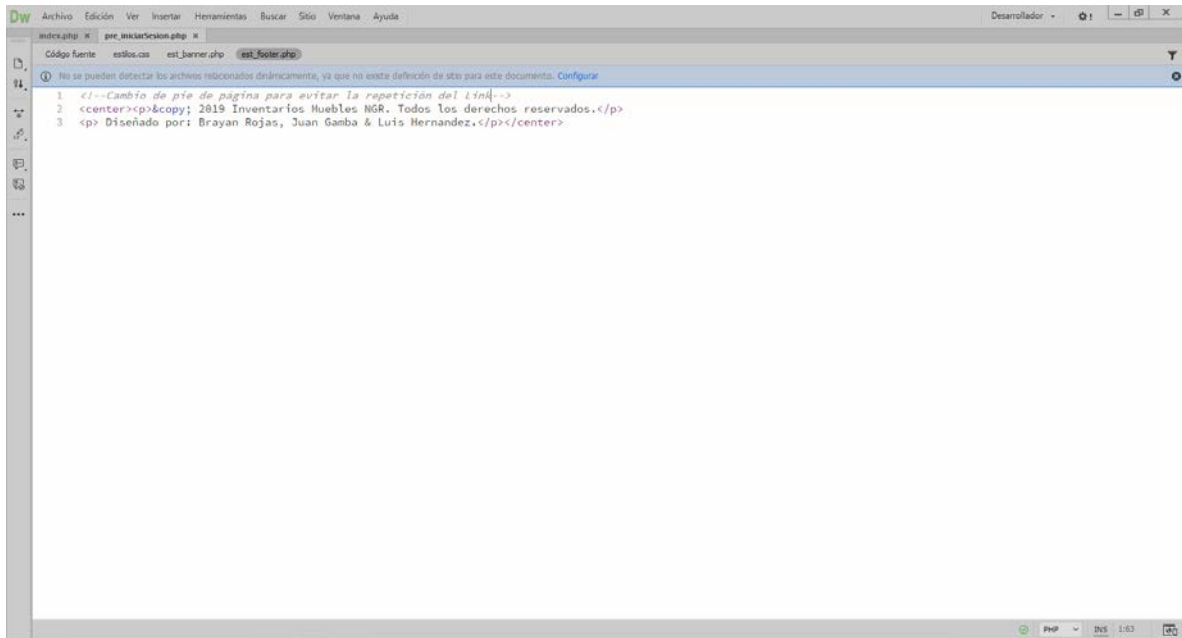 Dw Archivo Edición Ver Insertar Herramientas Buscar Sitio Ventana Ayuda Desarrollador
index.php pre_iniciarSesion.php
Código fuente estilos.css est_banner.php est_footer.php
No se pueden detectar los archivos relacionados dinámicamente, ya que no existe definición de sitio para este documento. Configurar
1 <!--Cambio de pie de página para evitar la repetición del Link-->
2 <center><p>&copy; 2019 Inventarios Muebles NGR. Todos los derechos reservados.</p>
3 <p> Diseñado por: Brayan Rojas, Juan Gamba & Luis Hernandez.</p></center>
PHP INS 1:63